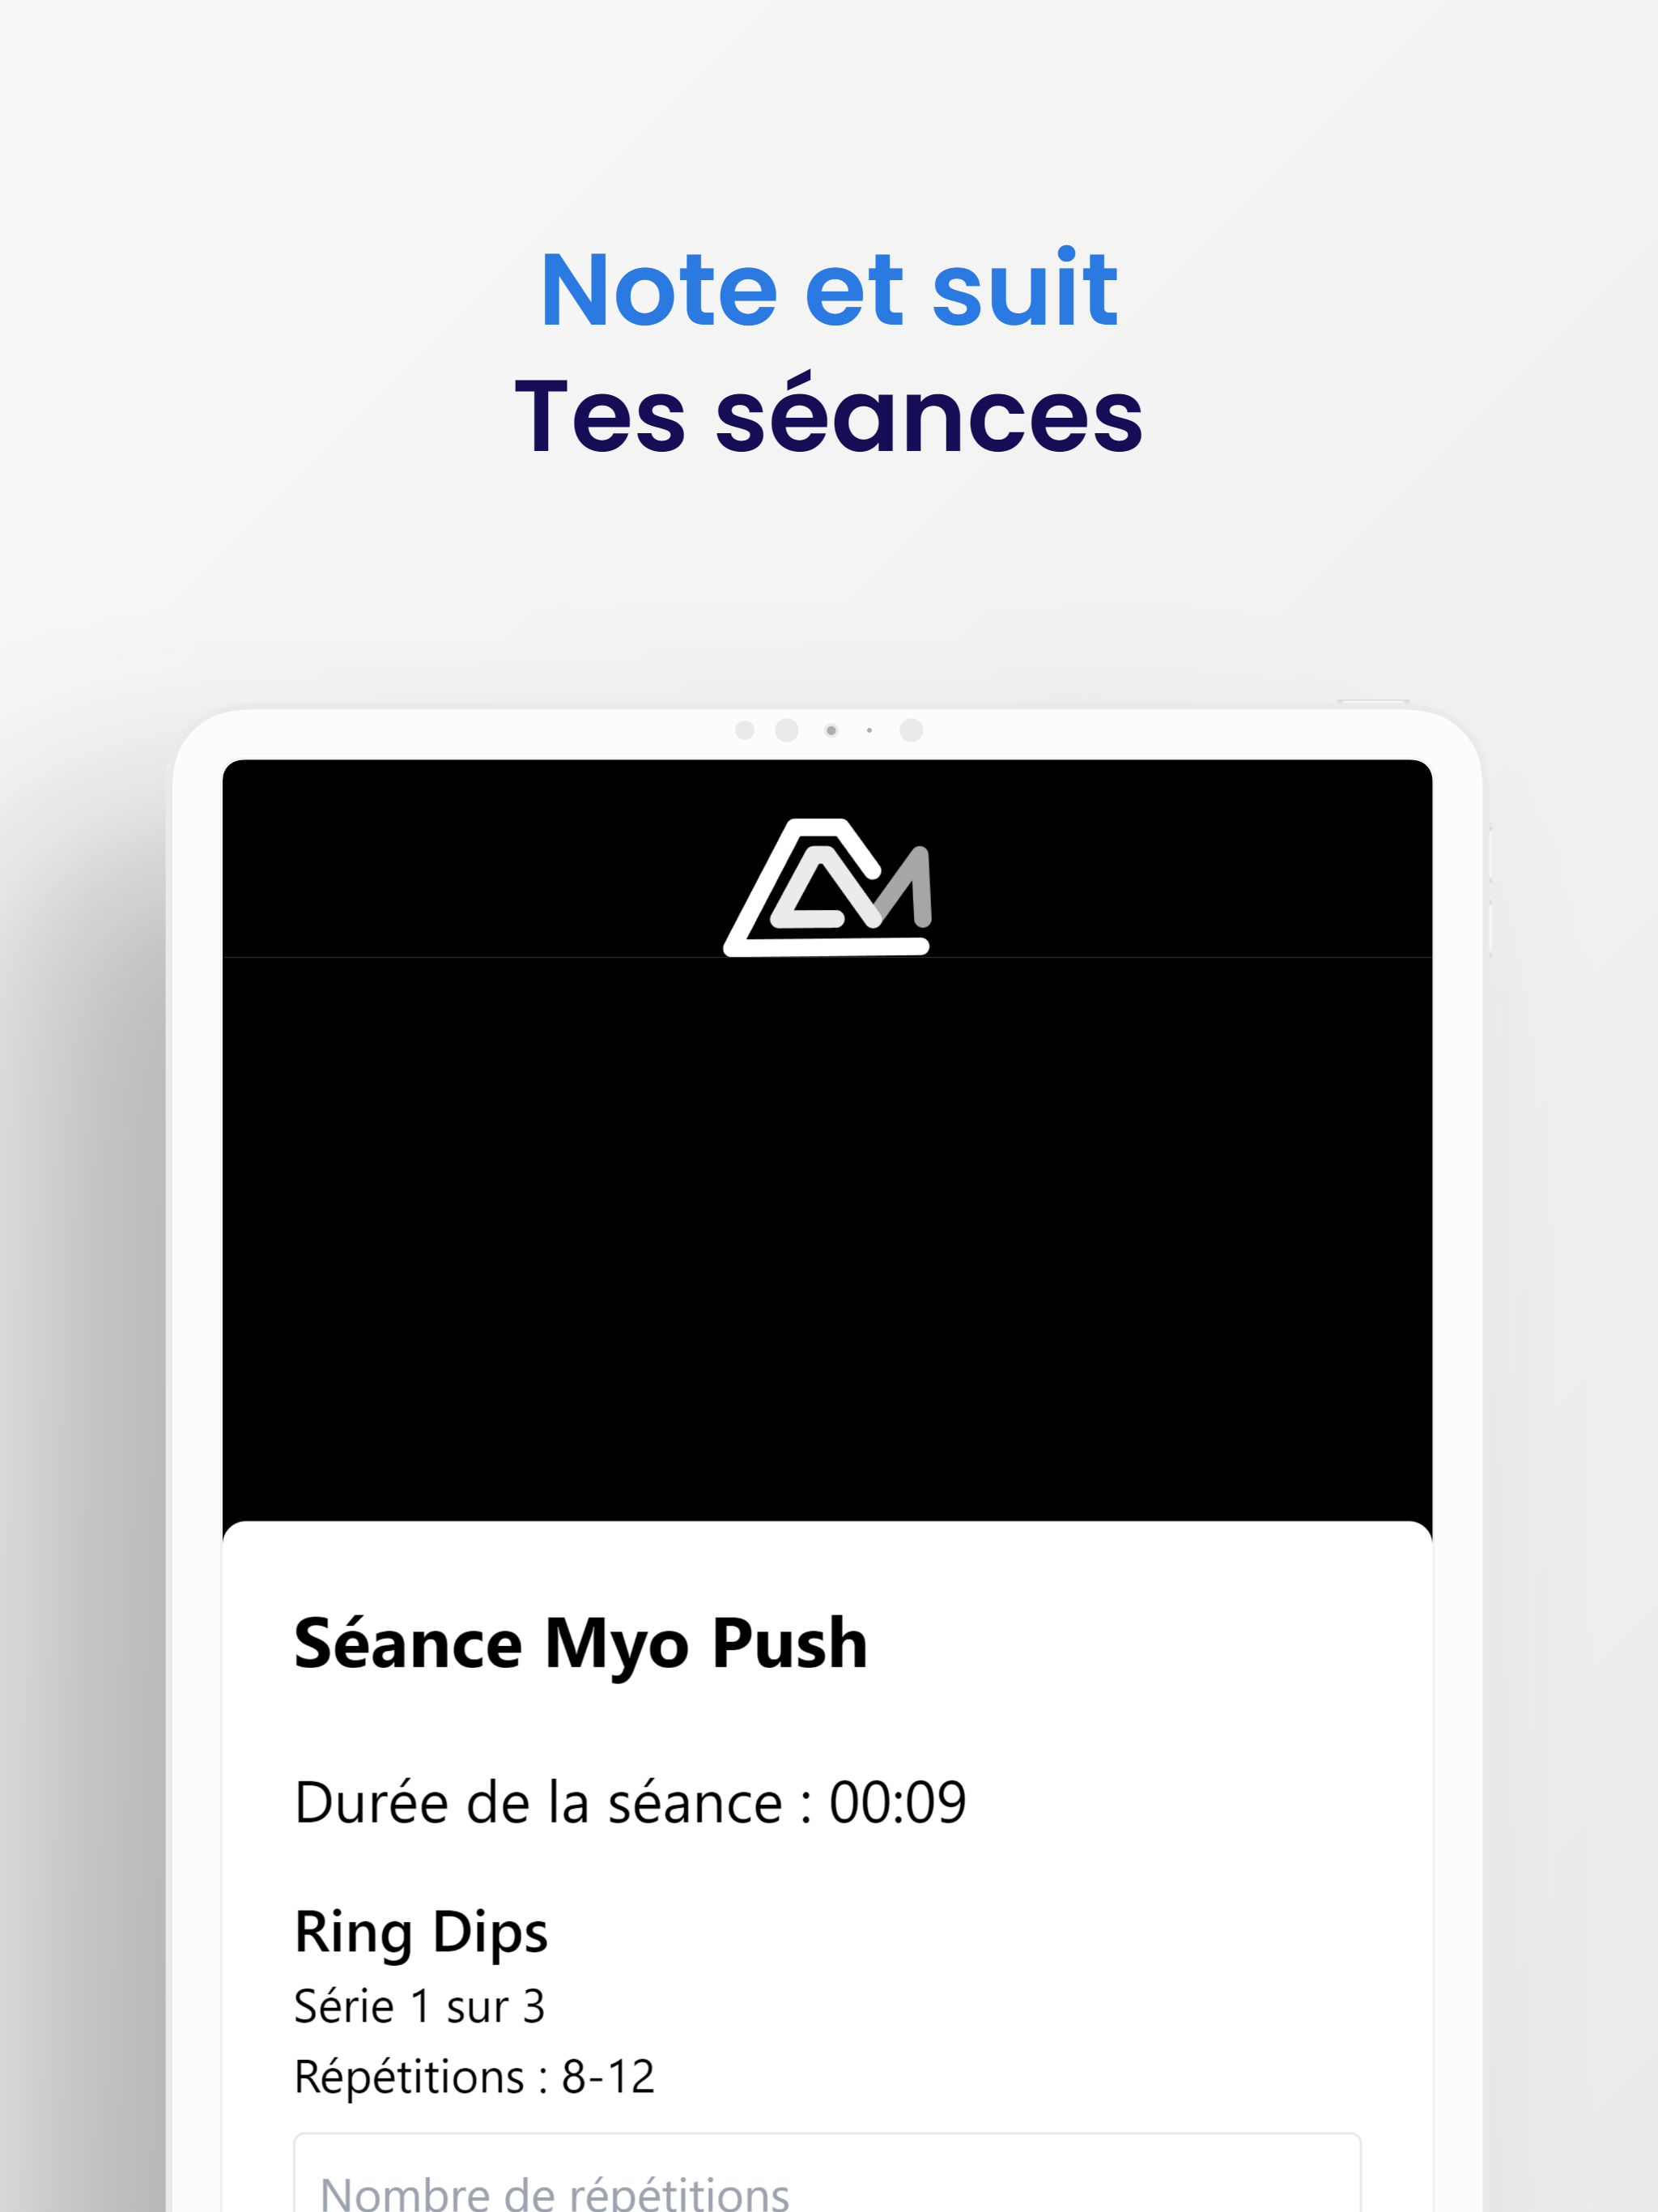 Note et suit
Tes séances
Séance Myo Push
Durée de la séance : 00:09
Ring Dips
Série 1 sur 3
Répétitions : 8-12
Nombre de répétitions